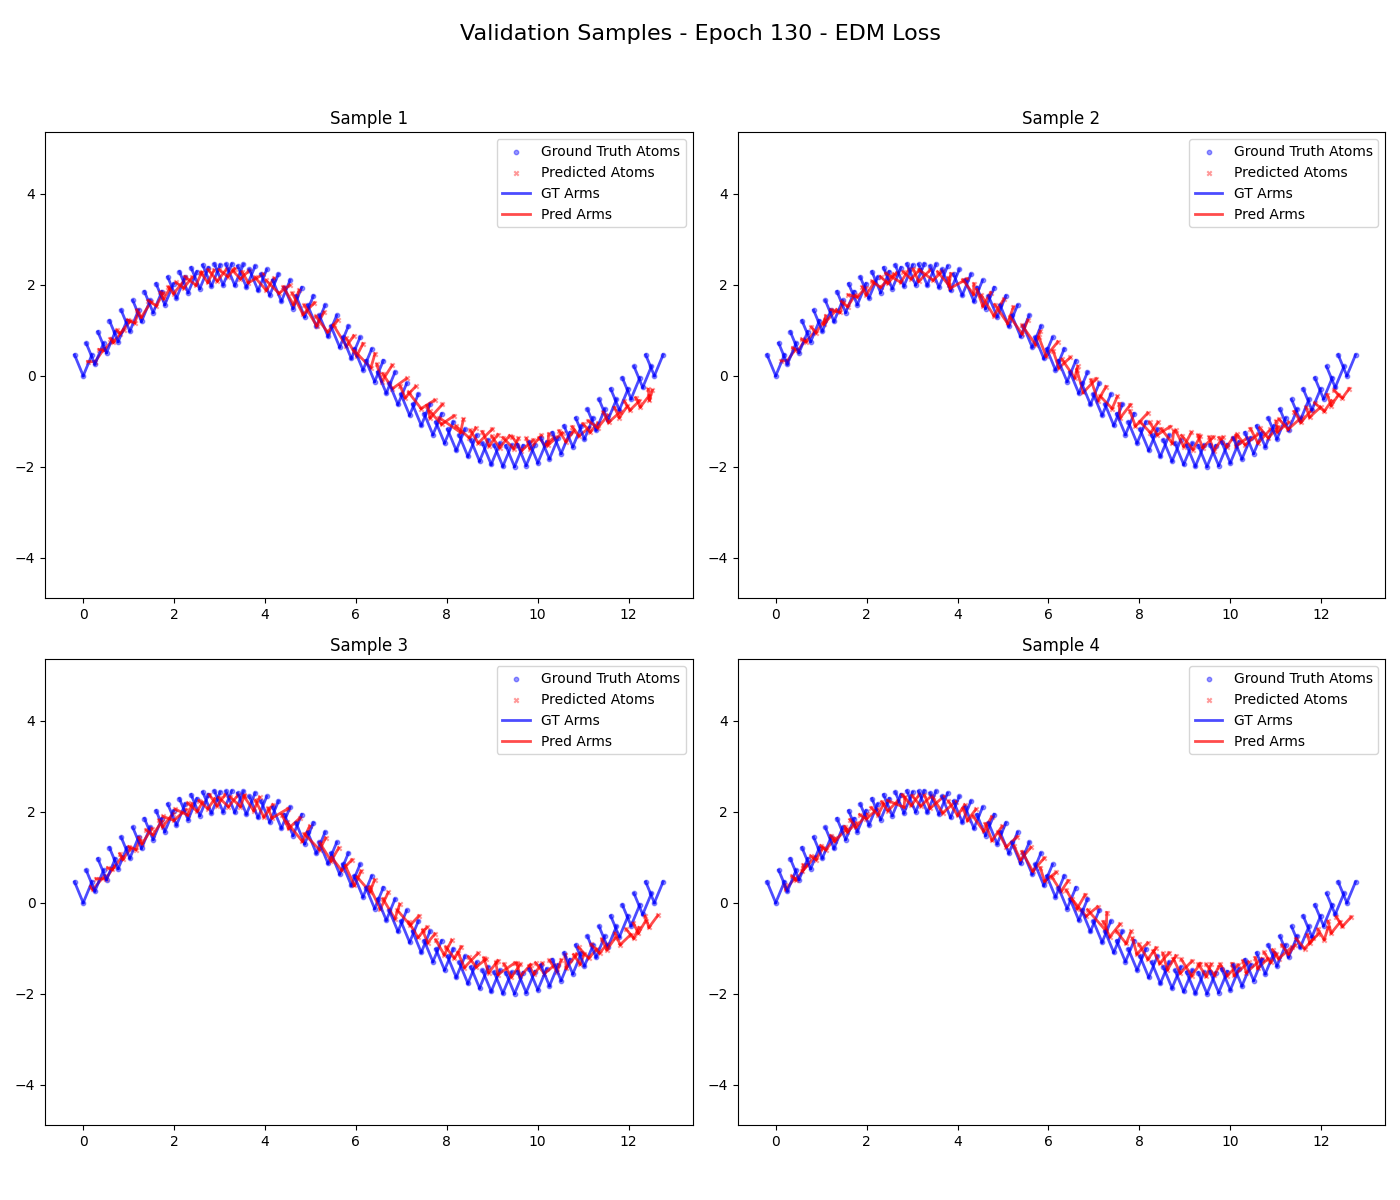 Validation Samples - Epoch 130 - EDM Loss
Sample 1
Ground Truth Atoms
Predicted Atoms
GT Arms
Pred Arms
4
2
0
−2
−4
0 2 4 6 8 10 12
Sample 2
Ground Truth Atoms
Predicted Atoms
GT Arms
Pred Arms
4
2
0
−2
−4
0 2 4 6 8 10 12
Sample 3
Ground Truth Atoms
Predicted Atoms
GT Arms
Pred Arms
4
2
0
−2
−4
0 2 4 6 8 10 12
Sample 4
Ground Truth Atoms
Predicted Atoms
GT Arms
Pred Arms
4
2
0
−2
−4
0 2 4 6 8 10 12